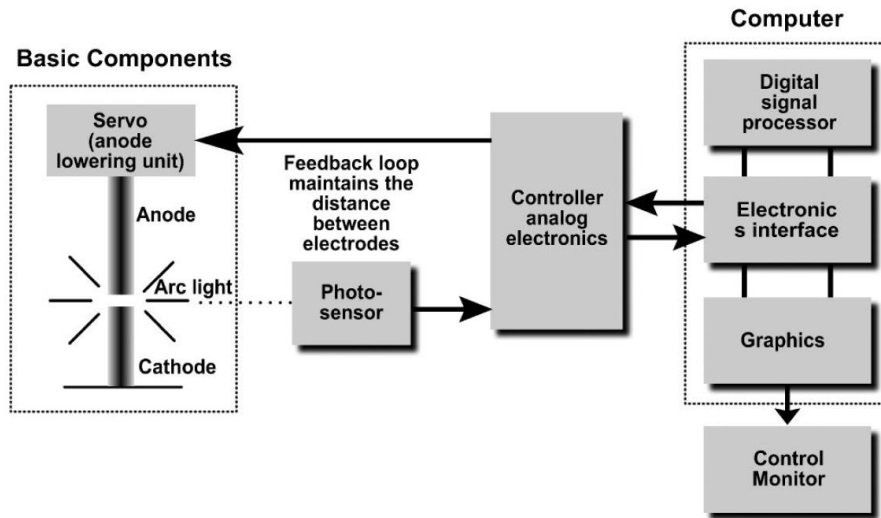 Basic Components
Servo
(anode
lowering unit)
Anode
Arc light
Cathode
Feedback loop
maintains the
distance
between
electrodes
Photo-
sensor
Controller
analog
electronics
Computer
Digital
signal
processor
Electronic
s interface
Graphics
Control
Monitor